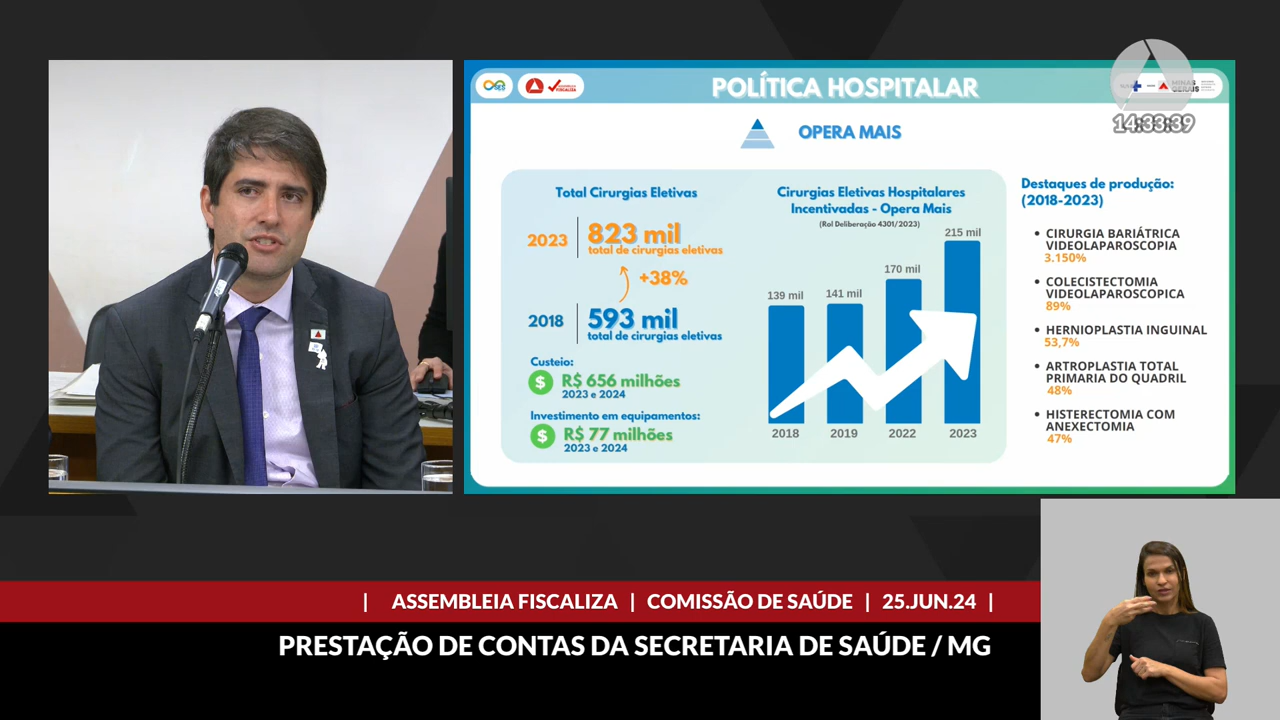 POLÍTICA HOSPITALAR
14:33:39
OPERA MAIS
Total Cirurgias Eletivas
2023
823 mil
total de cirurgias eletivas
+38%
2018
593 mil
total de cirurgias eletivas
Custeio:
$
R$ 656 milhões
2023 e 2024
Investimento em equipamentos:
$
R$ 77 milhões
2023 e 2024
Cirurgias Eletivas Hospitalares
Incentivadas - Opera Mais
(Rol Deliberação 4301/2023)
139 mil
141 mil
170 mil
215 mil
2018
2019
2022
2023
Destaques de produção:
(2018-2023)
• CIRURGIA BARIÁTRICA
VIDEOLAPAROSCOPIA
3.150%
• COLECISTECTOMIA
VIDEOLAPAROSCOPICA
89%
• HERNIOPLASTIA INGUINAL
53,7%
• ARTROPLASTIA TOTAL
PRIMARIA DO QUADRIL
48%
• HISTERECTOMIA COM
ANEXECTOMIA
47%
| ASSEMBLEIA FISCALIZA | COMISSÃO DE SAÚDE | 25.JUN.24 |
PRESTAÇÃO DE CONTAS DA SECRETARIA DE SAÚDE / MG